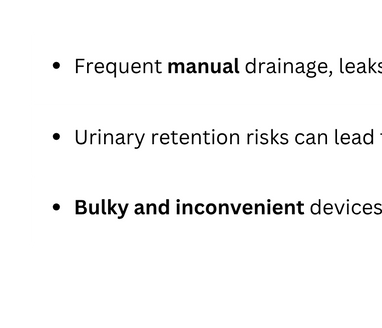 • Frequent manual drainage, leaks
• Urinary retention risks can lead
• Bulky and inconvenient devices